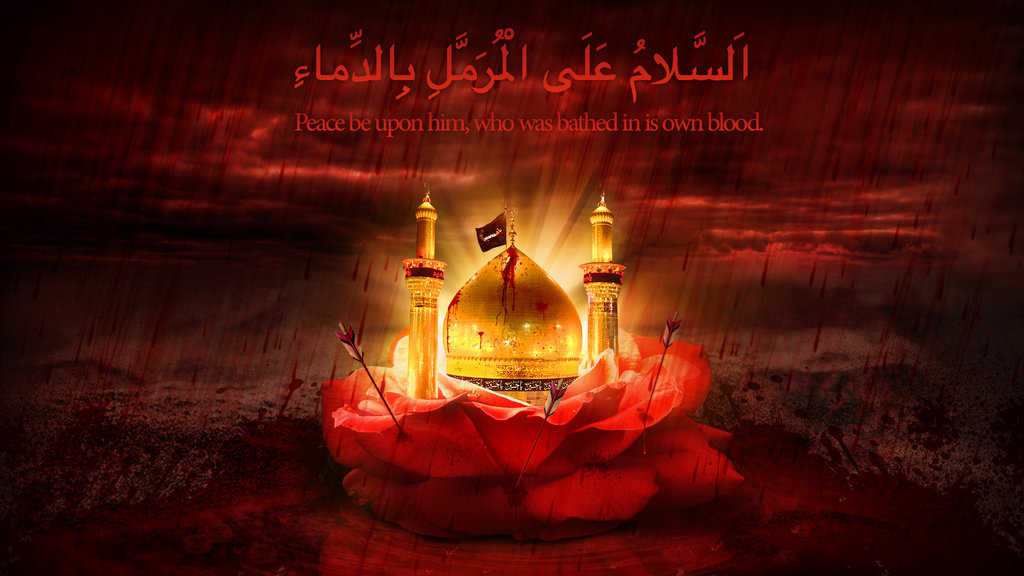 اَلسَّلامُ عَلَى الْمُرَمَّلِ بِالدِّماءِ
Peace be upon him, who was bathed in is own blood.